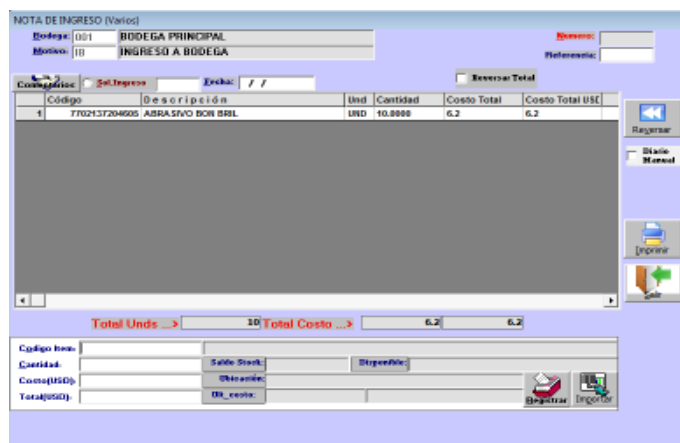 NOTA DE INGRESO (Varios)
Bodega: 001 BODEGA PRINCIPAL Numero:
Motivo: IB INGRESO A BODEGA Referencia:
Comentarios Sol.Ingreso Fecha: / / Reversar Total
Código Descripción Und Cantidad Costo Total Costo Total USD
1 7702137204605 ABRASIVO BON BRIL UND 10.0000 6.2 6.2
Reversar
Diario Manual
Imprimir
Salir
Total Unds ...> 10 Total Costo ...> 6.2 6.2
Codigo Item:
Cantidad: Saldo Stock: Disponible:
Costo(USD): Ubicación:
Total(USD): Ult_costo:
Registrar Importar